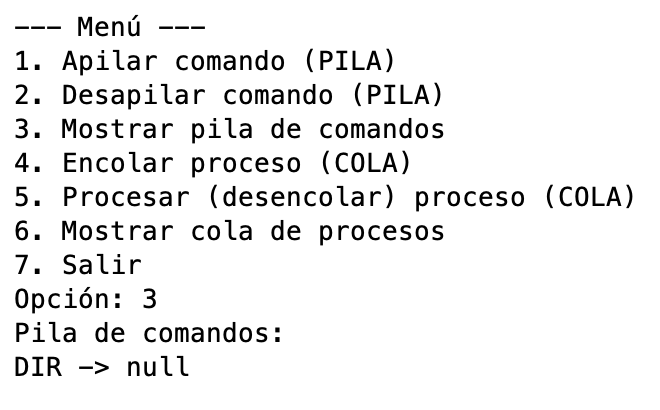 --- Menú ---
1. Apilar comando (PILA)
2. Desapilar comando (PILA)
3. Mostrar pila de comandos
4. Encolar proceso (COLA)
5. Procesar (desencolar) proceso (COLA)
6. Mostrar cola de procesos
7. Salir
Opción: 3
Pila de comandos:
DIR -> null